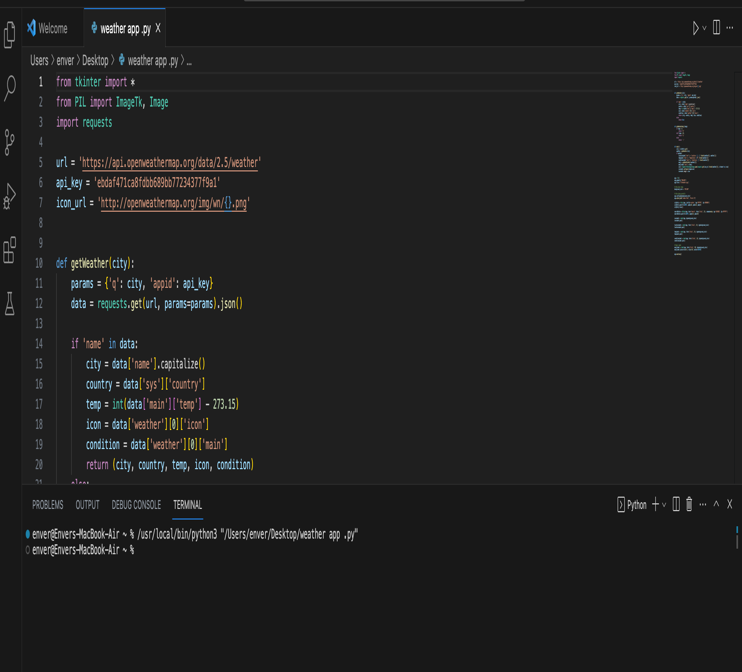 Welcome
weather app .py
Users > enver > Desktop > weather app .py > ...
1 from tkinter import *
2 from PIL import ImageTk, Image
3 import requests
4
5 url = 'https://api.openweathermap.org/data/2.5/weather'
6 api_key = 'ebdaf471ca8fdbb689bb77234377f9a1'
7 icon_url = 'http://openweathermap.org/img/wn/{}.png'
8
9
10 def getWeather(city):
11 params = {'q': city, 'appid': api_key}
12 data = requests.get(url, params=params).json()
13
14 if 'name' in data:
15 city = data['name'].capitalize()
16 country = data['sys']['country']
17 temp = int(data['main']['temp'] - 273.15)
18 icon = data['weather'][0]['icon']
19 condition = data['weather'][0]['main']
20 return (city, country, temp, icon, condition)
21 else:
PROBLEMS OUTPUT DEBUG CONSOLE TERMINAL Python
enver@Envers-MacBook-Air ~ % /usr/local/bin/python3 "/Users/enver/Desktop/weather app .py"
enver@Envers-MacBook-Air ~ %